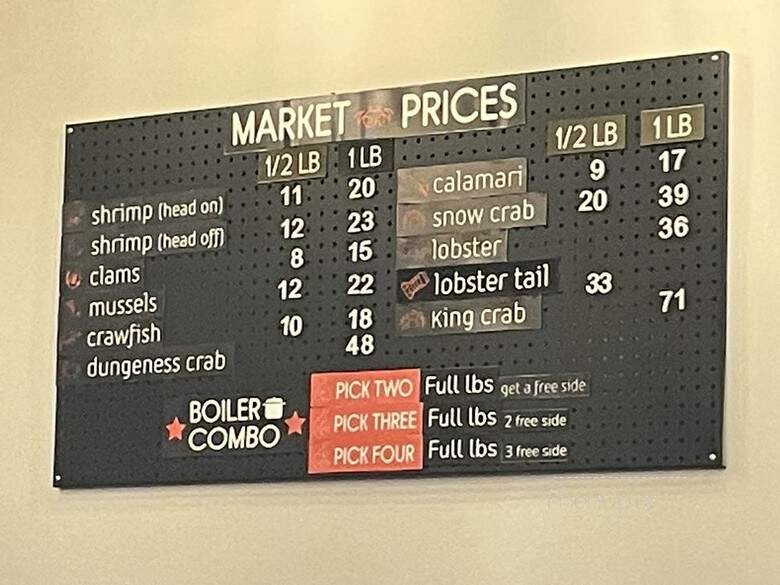 MARKET PRICES
1/2 LB 1 LB
shrimp (head on) 11 20
shrimp (head off) 12 23
clams 8 15
mussels 12 22
crawfish 10 18
dungeness crab 48
1/2 LB 1 LB
calamari 9 17
snow crab 20 39
lobster 36
lobster tail 33
King crab 71
BOILER
COMBO
PICK TWO Full lbs get a free side
PICK THREE Full lbs 2 free side
PICK FOUR Full lbs 3 free side